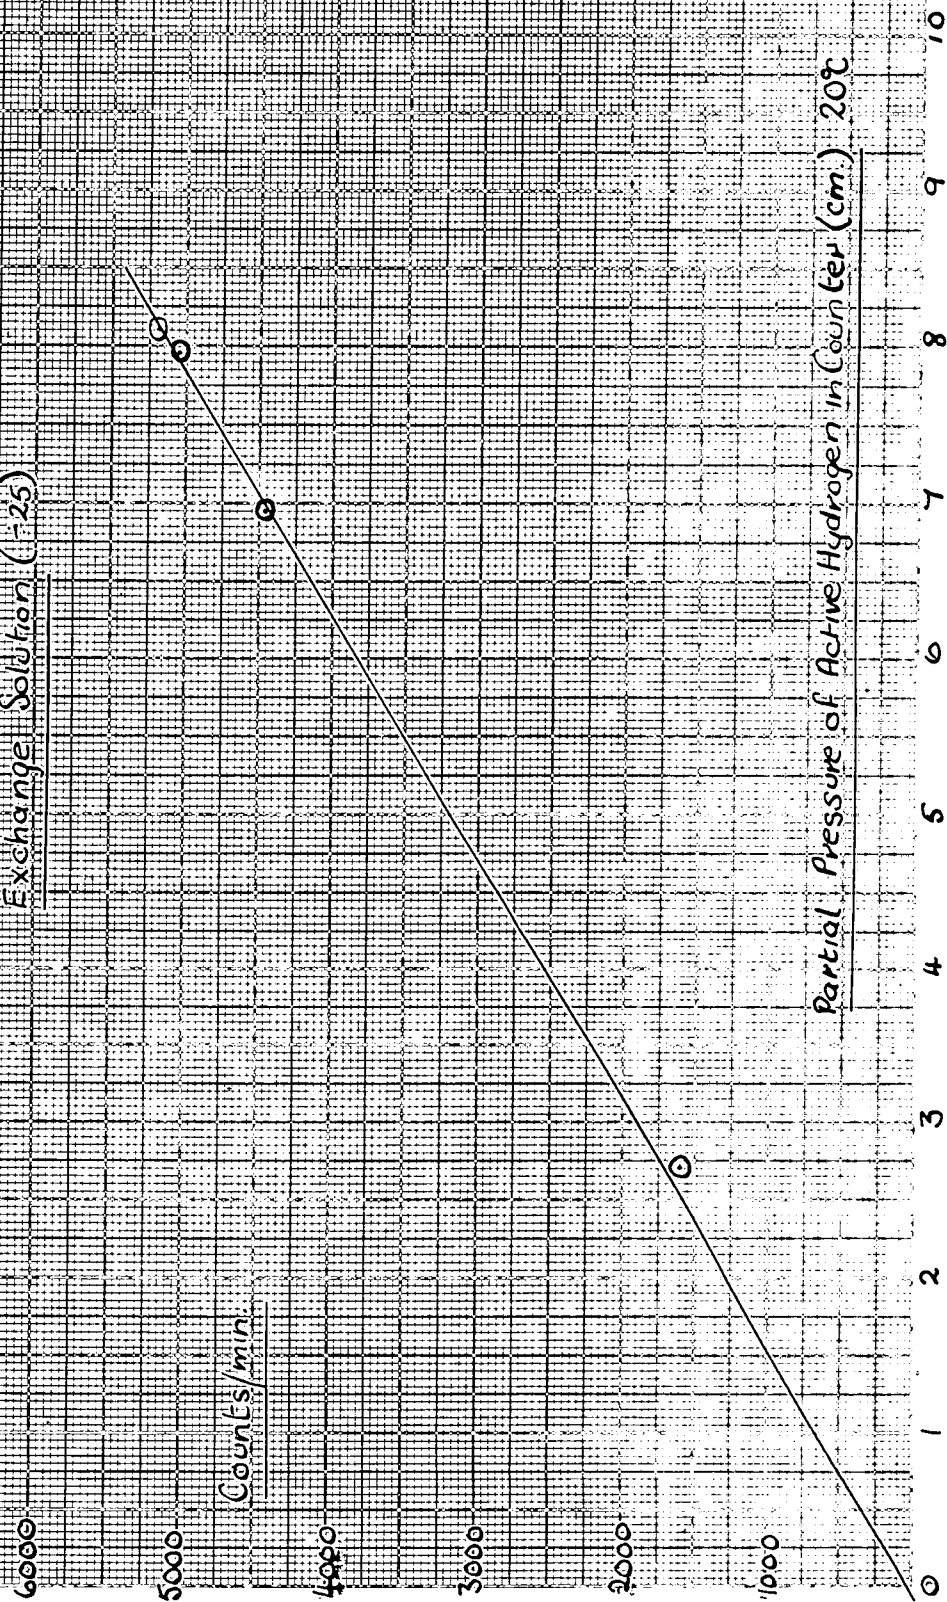 Exchange Solution (-25)
6000
5000
4000
3000
2000
1000
Counts/min.
0 1 2 3 4 5 6 7 8 9 10
Partial Pressure of Active Hydrogen in Counter (cm.) 20°C